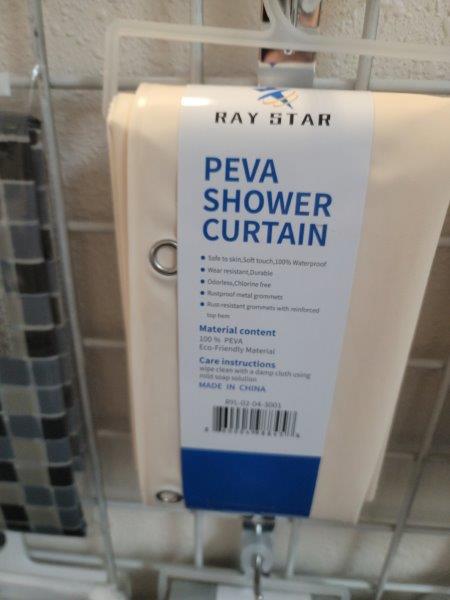 RAY STAR
PEVA
SHOWER
CURTAIN
Safe to skin,Soft touch,100% Waterproof
Wear resistant,Durable
Odorless,Chlorine free
Rustproof metal grommets
Rust-resistant grommets with reinforced
top hem
Material content
100 % PEVA
Eco-Friendly Material
Care instructions
wipe clean with a damp cloth using
mild soap solution
MADE IN CHINA